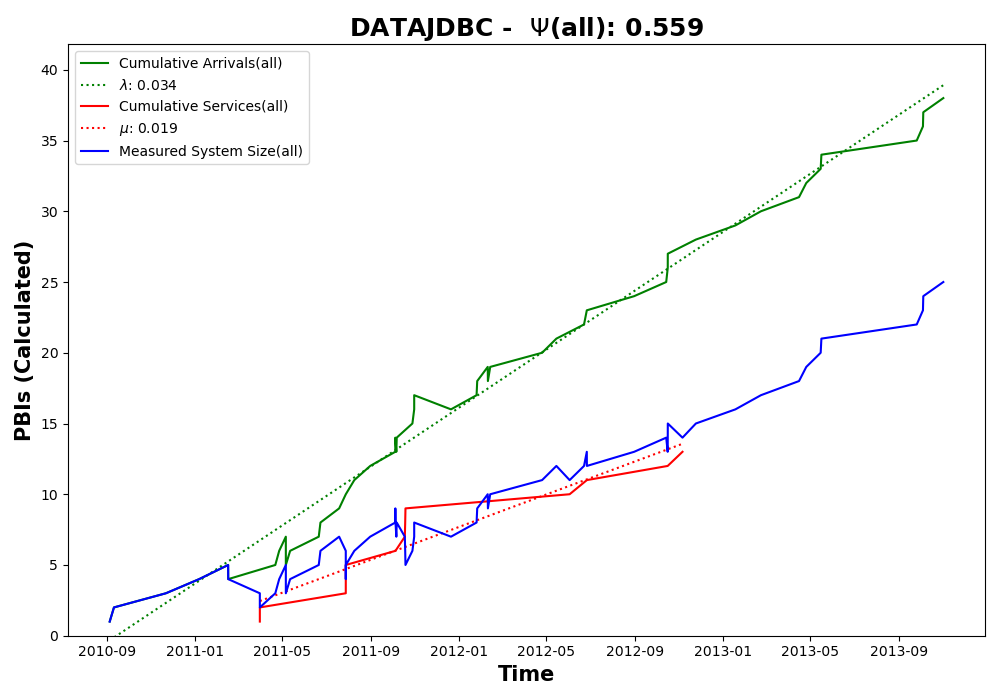 DATAJDBC - Ψ(all): 0.559
Cumulative Arrivals(all)
λ: 0.034
Cumulative Services(all)
μ: 0.019
Measured System Size(all)
PBIs (Calculated)
40
35
30
25
20
15
10
5
0
2010-09 2011-01 2011-05 2011-09 2012-01 2012-05 2012-09 2013-01 2013-05 2013-09
Time